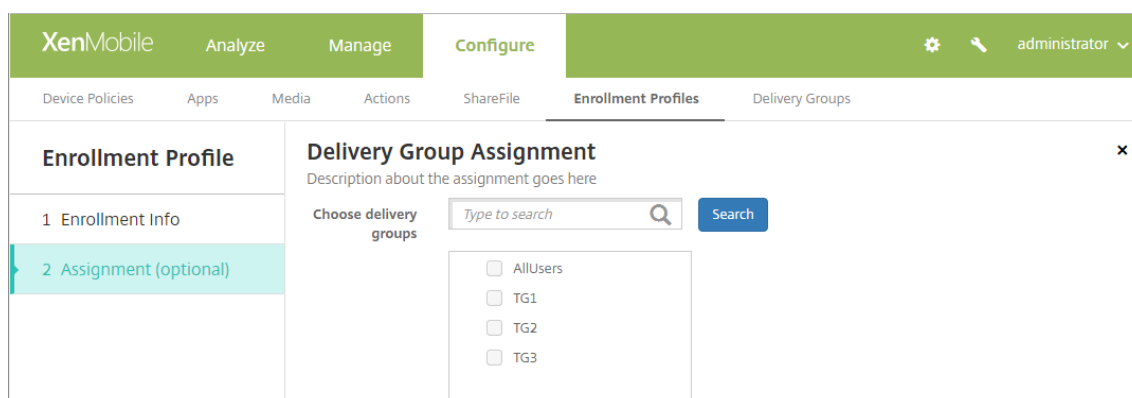 XenMobile Analyze Manage Configure administrator
Device Policies Apps Media Actions ShareFile Enrollment Profiles Delivery Groups
Enrollment Profile
1 Enrollment Info
2 Assignment (optional)
Delivery Group Assignment
Description about the assignment goes here
Choose delivery
groups
Type to search
Search
AllUsers
TG1
TG2
TG3